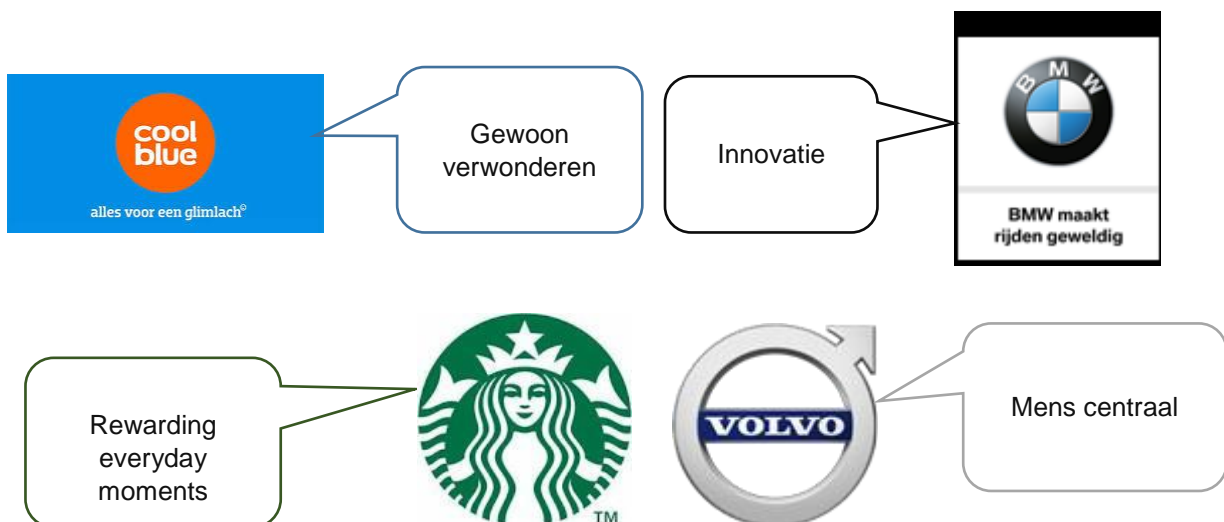 cool
blue
alles voor een glimlach©
Gewoon
verwonderen
Innovatie
BMW
BMW maakt
rijden geweldig
Rewarding
everyday
moments
TM
VOLVO
Mens centraal